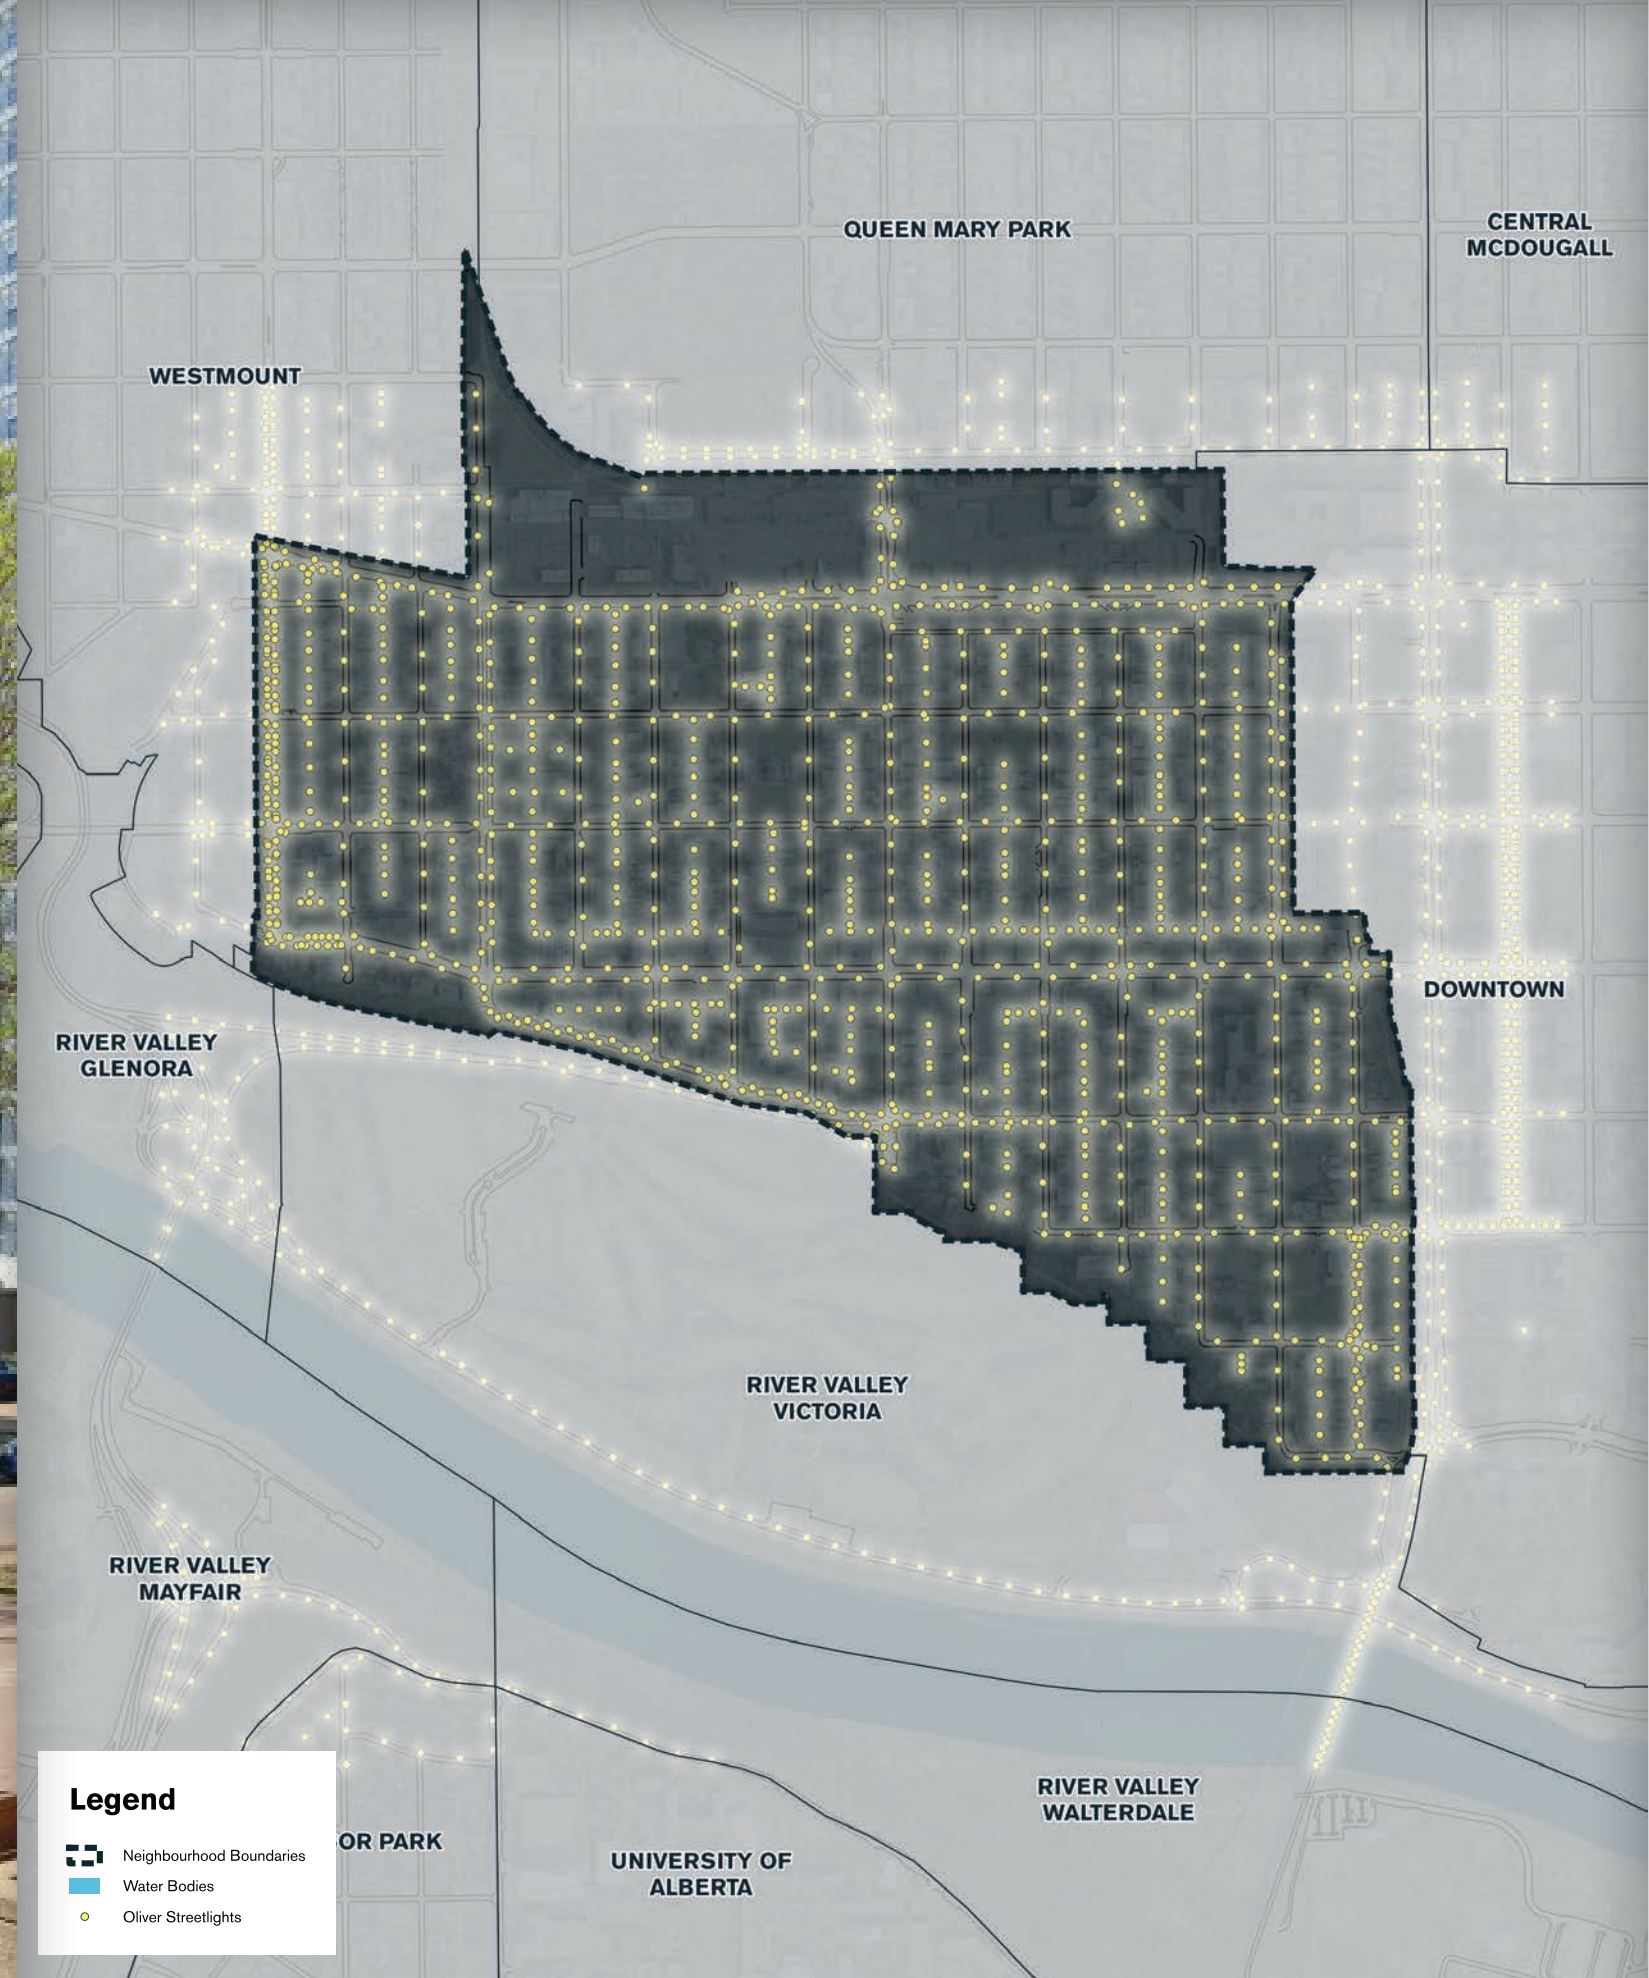 QUEEN MARY PARK
CENTRAL
MCDOUGALL
WESTMOUNT
DOWNTOWN
RIVER VALLEY
GLENORA
RIVER VALLEY
VICTORIA
RIVER VALLEY
MAYFAIR
RIVER VALLEY
WALTERDALE
OR PARK
UNIVERSITY OF
ALBERTA
Legend
Neighbourhood Boundaries
Water Bodies
Oliver Streetlights